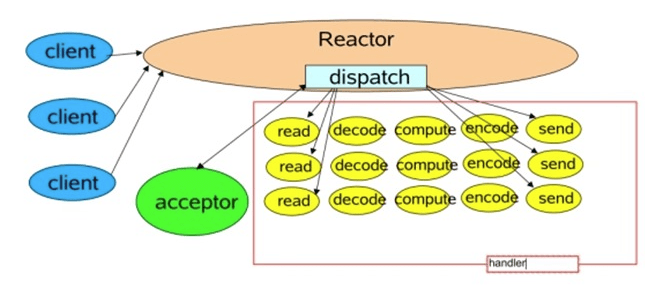 Reactor
client
dispatch
client
read decode compute encode send
read decode compute encode send
client
acceptor
read decode compute encode send
handler